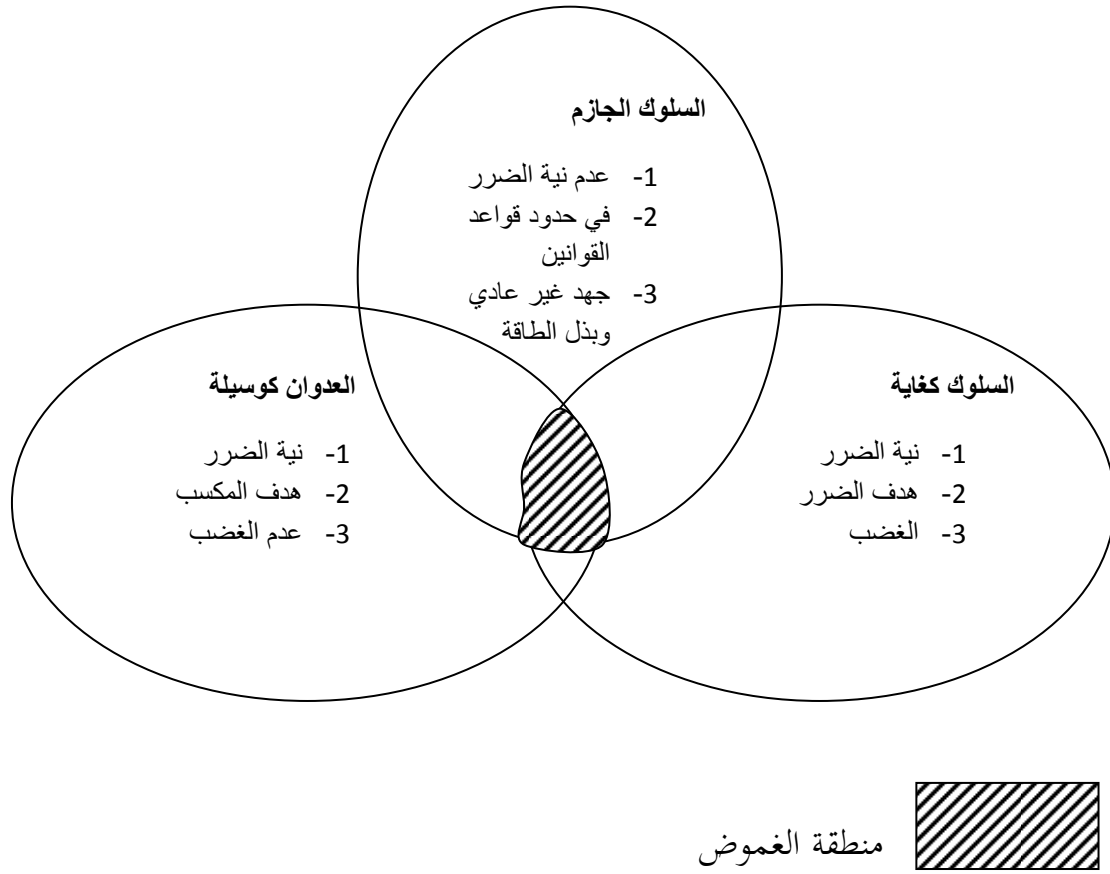 السلوك الجازم
1- عدم نية الضرر
2- في حدود قواعد
القوانين
3- جهد غير عادي
وبذل الطاقة
السلوك كغاية
1- نية الضرر
2- هدف الضرر
3- الغضب
العدوان كوسيلة
1- نية الضرر
2- هدف المكسب
3- عدم الغضب
منطقة الغموض